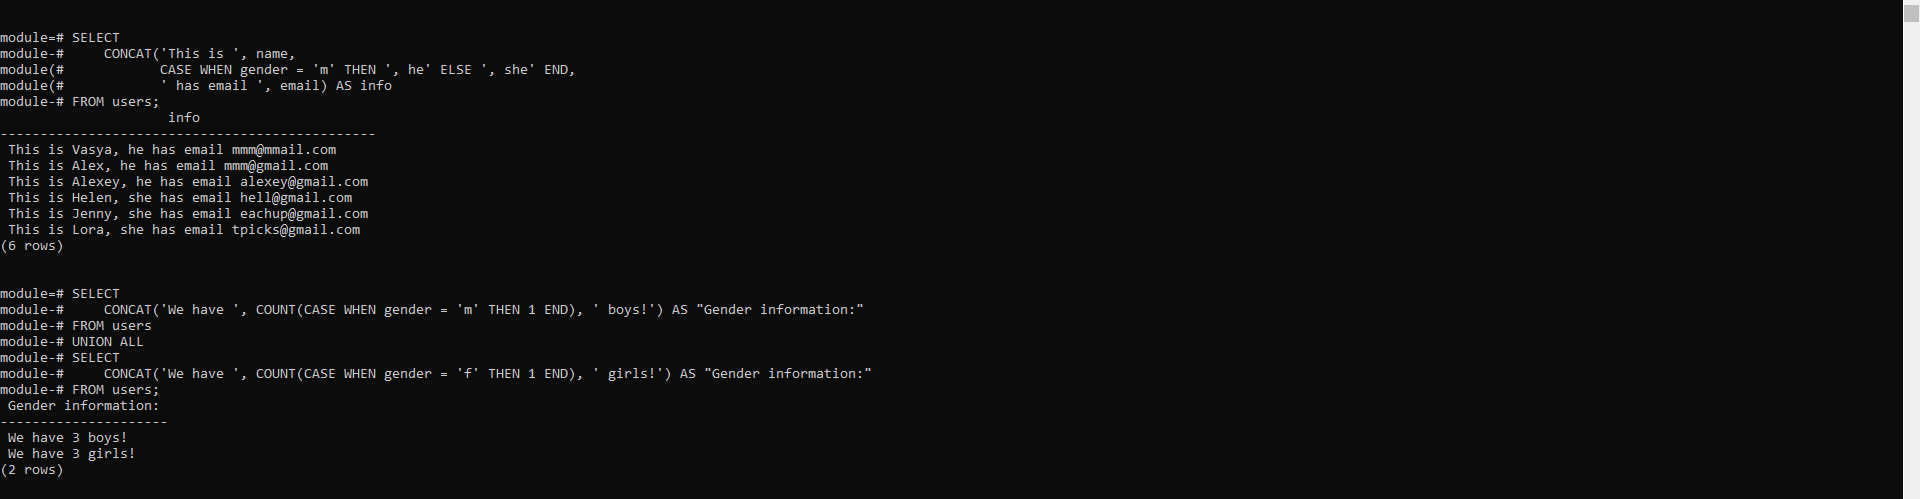 module=# SELECT
module-#     CONCAT('This is ', name,
module(#            CASE WHEN gender = 'm' THEN ', he' ELSE ', she' END,
module(#            ' has email ', email) AS info
module-# FROM users;
                     info
-----------------------------------------------
 This is Vasya, he has email mmm@mmail.com
 This is Alex, he has email mmm@gmail.com
 This is Alexey, he has email alexey@gmail.com
 This is Helen, she has email hell@gmail.com
 This is Jenny, she has email eachup@gmail.com
 This is Lora, she has email tpicks@gmail.com
(6 rows)
module=# SELECT
module-#     CONCAT('We have ', COUNT(CASE WHEN gender = 'm' THEN 1 END), ' boys!') AS "Gender information:"
module-# FROM users
module-# UNION ALL
module-# SELECT
module-#     CONCAT('We have ', COUNT(CASE WHEN gender = 'f' THEN 1 END), ' girls!') AS "Gender information:"
module-# FROM users;
 Gender information:
---------------------
 We have 3 boys!
 We have 3 girls!
(2 rows)